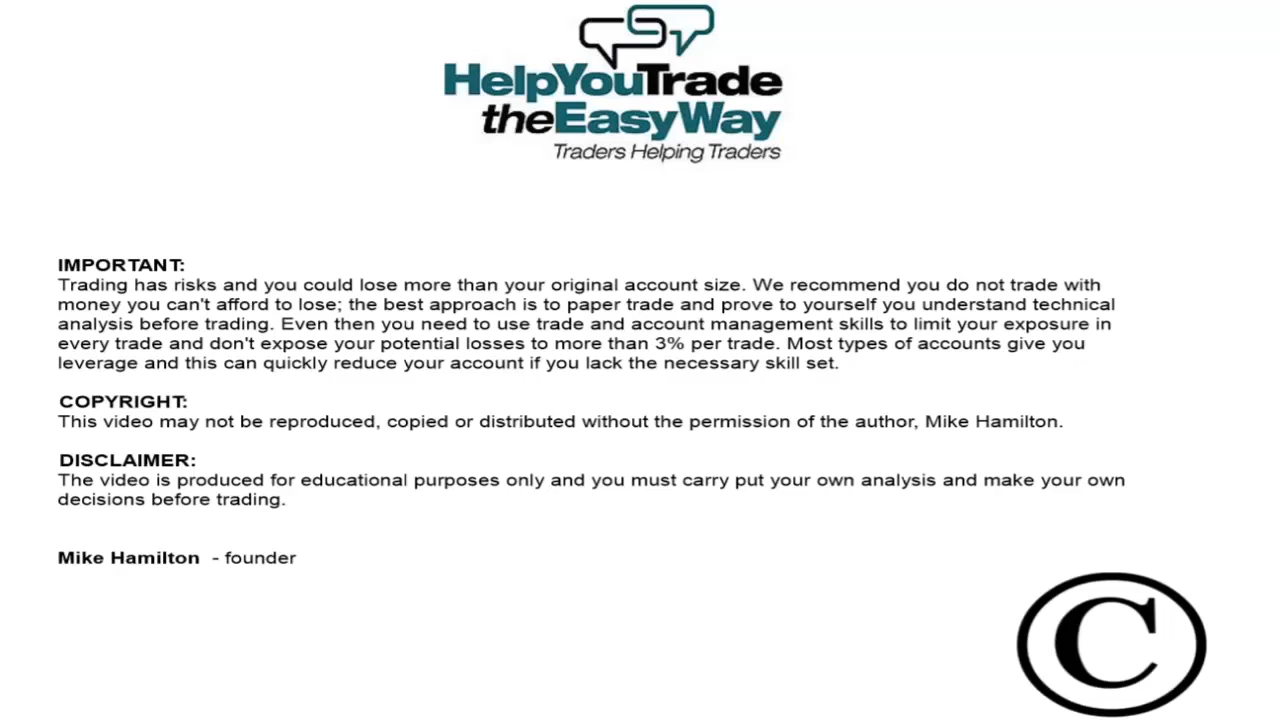 HelpYouTrade
theEasyWay
Traders Helping Traders
IMPORTANT:
Trading has risks and you could lose more than your original account size. We recommend you do not trade with
money you can't afford to lose; the best approach is to paper trade and prove to yourself you understand technical
analysis before trading. Even then you need to use trade and account management skills to limit your exposure in
every trade and don't expose your potential losses to more than 3% per trade. Most types of accounts give you
leverage and this can quickly reduce your account if you lack the necessary skill set.
COPYRIGHT:
This video may not be reproduced, copied or distributed without the permission of the author, Mike Hamilton.
DISCLAIMER:
The video is produced for educational purposes only and you must carry put your own analysis and make your own
decisions before trading.
Mike Hamilton - founder
©